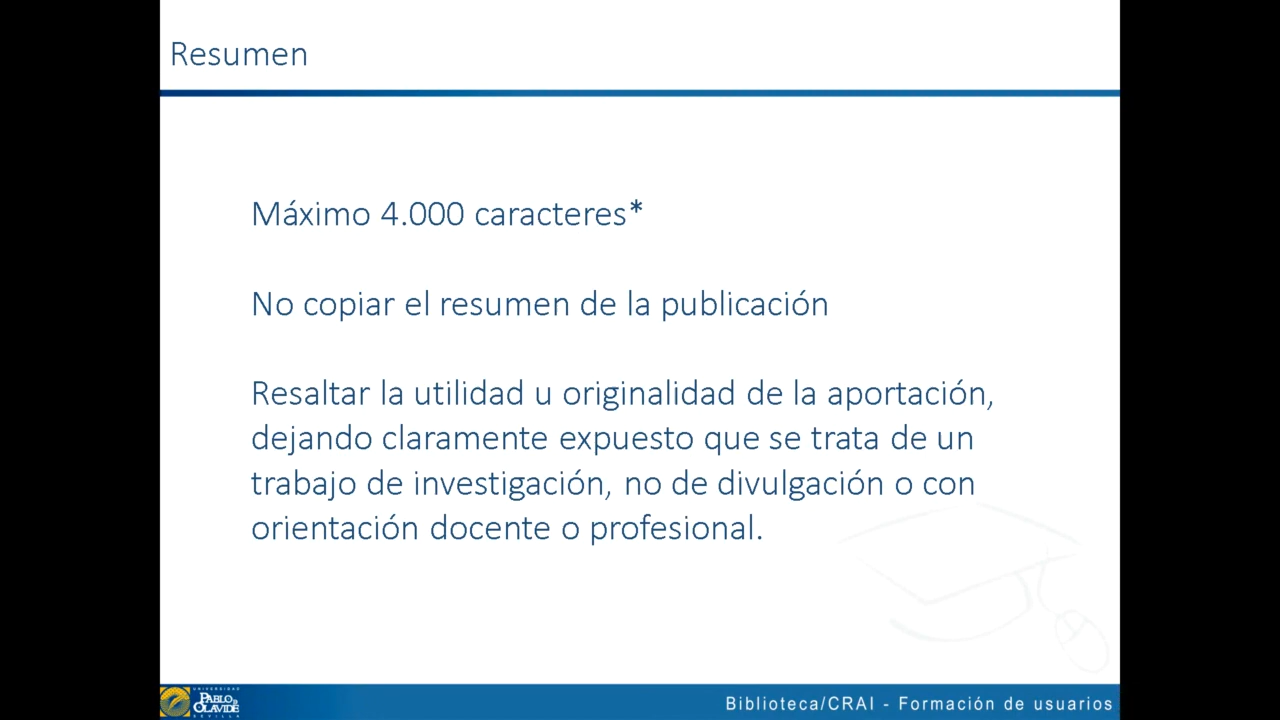 Resumen
Máximo 4.000 caracteres*
No copiar el resumen de la publicación
Resaltar la utilidad u originalidad de la aportación,
dejando claramente expuesto que se trata de un
trabajo de investigación, no de divulgación o con
orientación docente o profesional.
UNIVERSIDAD
PABLO DE
OLAVIDE
SEVILLA
Biblioteca/CRAI - Formación de usuarios